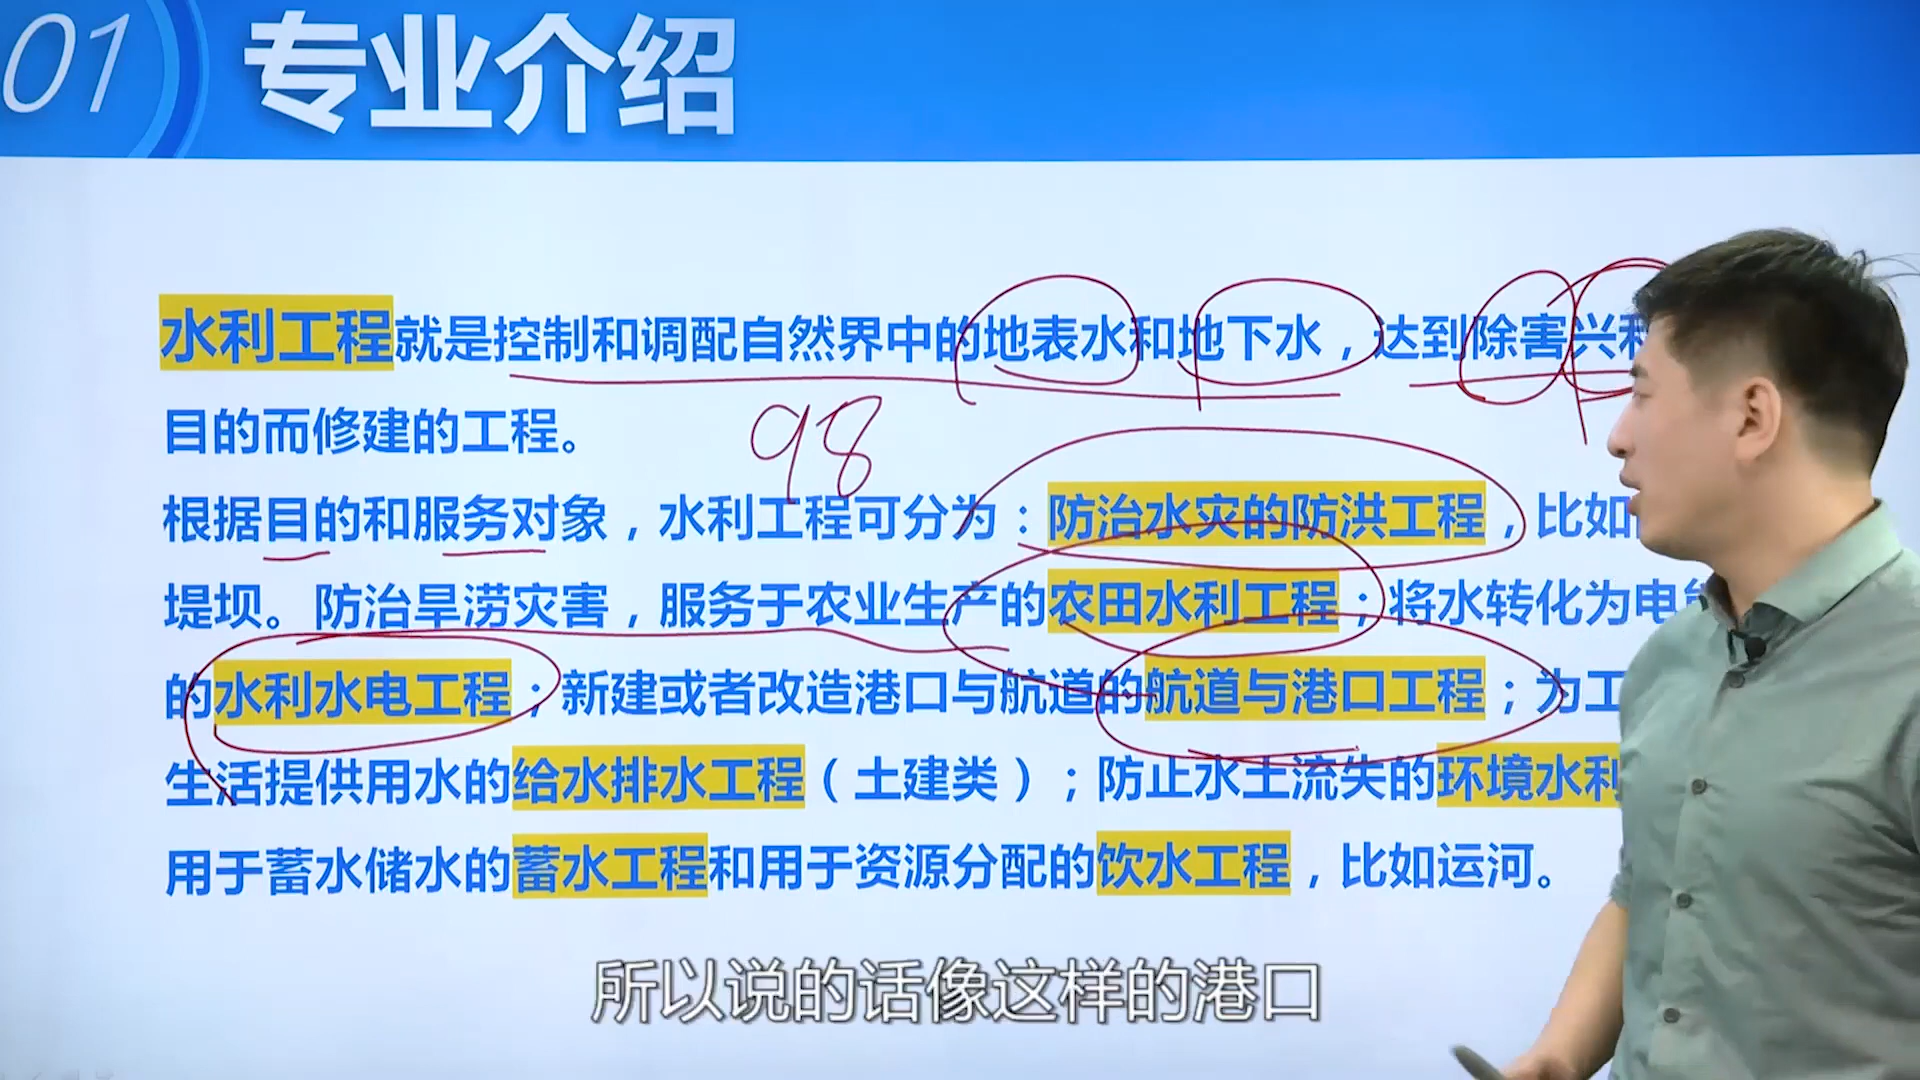 01 专业介绍
水利工程就是控制和调配自然界中的地表水和地下水，达到除害兴
目的而修建的工程。
98
根据目的和服务对象，水利工程可分为：防治水灾的防洪工程，比如
堤坝。防治旱涝灾害，服务于农业生产的农田水利工程；将水转化为电
的水利水电工程；新建或者改造港口与航道的航道与港口工程；为工
生活提供用水的给水排水工程（土建类）；防止水土流失的环境水利
用于蓄水储水的蓄水工程和用于资源分配的饮水工程，比如运河。
所以说的话像这样的港口